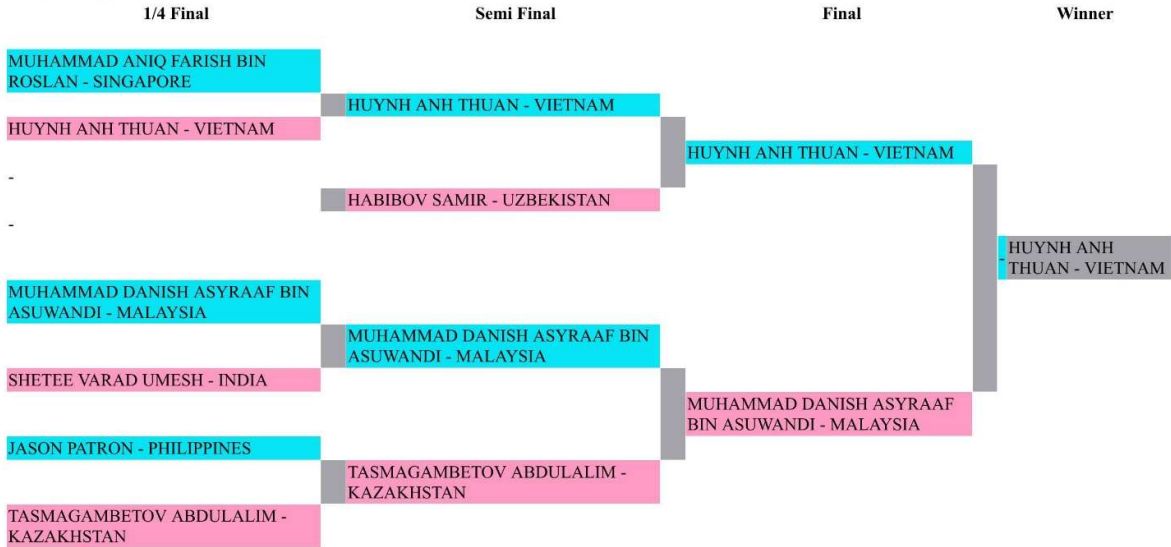 1/4 Final
Semi Final
Final
Winner
MUHAMMAD ANIQ FARISH BIN
ROSLAN - SINGAPORE
HUYNH ANH THUAN - VIETNAM
-
-
MUHAMMAD DANISH ASYRAAF BIN
ASUWANDI - MALAYSIA
SHETEE VARAD UMESH - INDIA
JASON PATRON - PHILIPPINES
TASMAGAMBETOV ABDULALIM -
KAZAKHSTAN
HUYNH ANH THUAN - VIETNAM
HABIBOV SAMIR - UZBEKISTAN
MUHAMMAD DANISH ASYRAAF BIN
ASUWANDI - MALAYSIA
TASMAGAMBETOV ABDULALIM -
KAZAKHSTAN
HUYNH ANH THUAN - VIETNAM
MUHAMMAD DANISH ASYRAAF
BIN ASUWANDI - MALAYSIA
-
HUYNH ANH
THUAN - VIETNAM